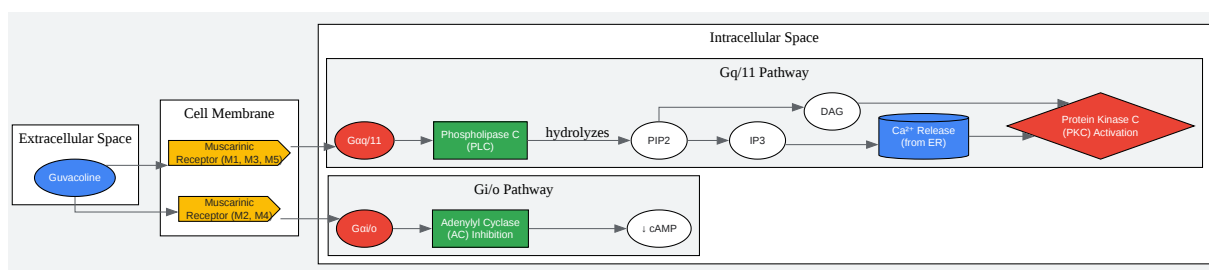 Intracellular Space
Gq/11 Pathway
Cell Membrane
Extracellular Space
Guvacoline
Muscarinic
Receptor (M1, M3, M5)
Muscarinic
Receptor (M2, M4)
Gαq/11
Phospholipase C
(PLC)
hydrolyzes
PIP2
DAG
IP3
Ca²⁺ Release
(from ER)
Protein Kinase C
(PKC) Activation
Gi/o Pathway
Gαi/o
Adenylyl Cyclase
(AC) Inhibition
↓ cAMP